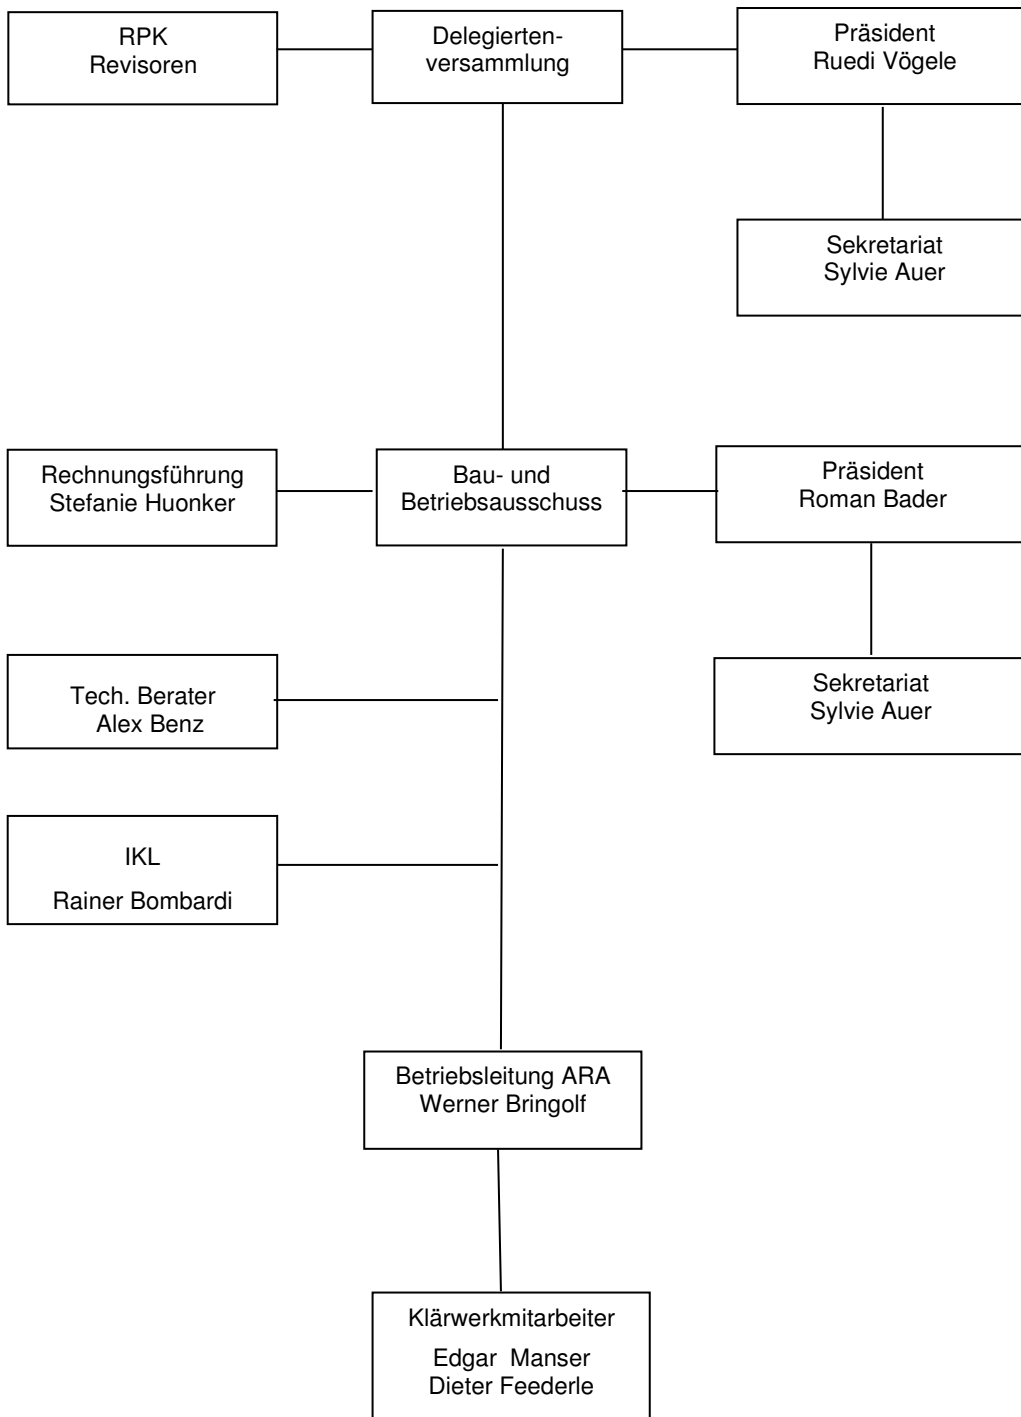 RPK
Revisoren
Delegierten-
versammlung
Präsident
Ruedi Vögele
Sekretariat
Sylvie Auer
Rechnungsführung
Stefanie Huonker
Bau- und
Betriebsausschuss
Präsident
Roman Bader
Tech. Berater
Alex Benz
Sekretariat
Sylvie Auer
IKL
Rainer Bombardi
Betriebsleitung ARA
Werner Bringolf
Klärwerkmitarbeiter
Edgar Manser
Dieter Feederle